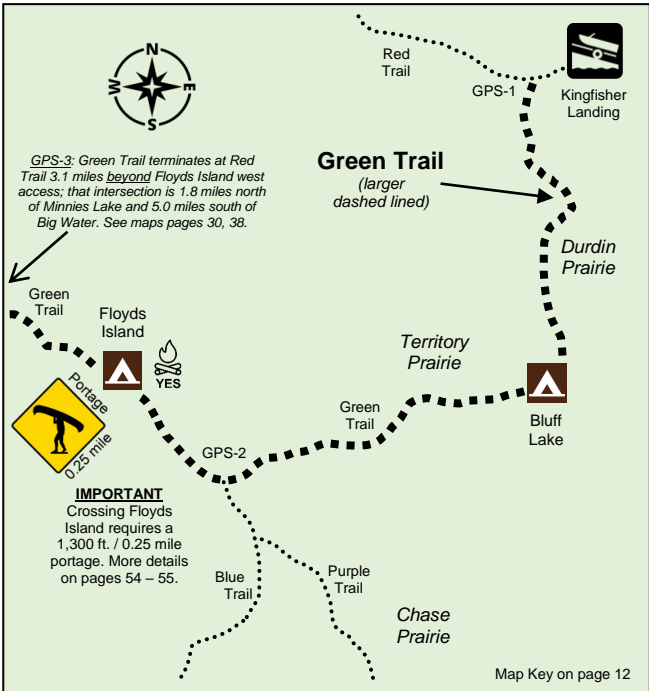 N
E
S
W
Red
Trail
GPS-1
Kingfisher
Landing
GPS-3: Green Trail terminates at Red
Trail 3.1 miles beyond Floyds Island west
access; that intersection is 1.8 miles north
of Minnies Lake and 5.0 miles south of
Big Water. See maps pages 30, 38.
Green Trail
(larger
dashed lined)
Durdin
Prairie
Green
Trail
Floyds
Island
YES
Territory
Prairie
Portage
0.25 mile
Green
Trail
Bluff
Lake
GPS-2
IMPORTANT
Crossing Floyds
Island requires a
1,300 ft. / 0.25 mile
portage. More details
on pages 54 – 55.
Blue
Trail
Purple
Trail
Chase
Prairie
Map Key on page 12